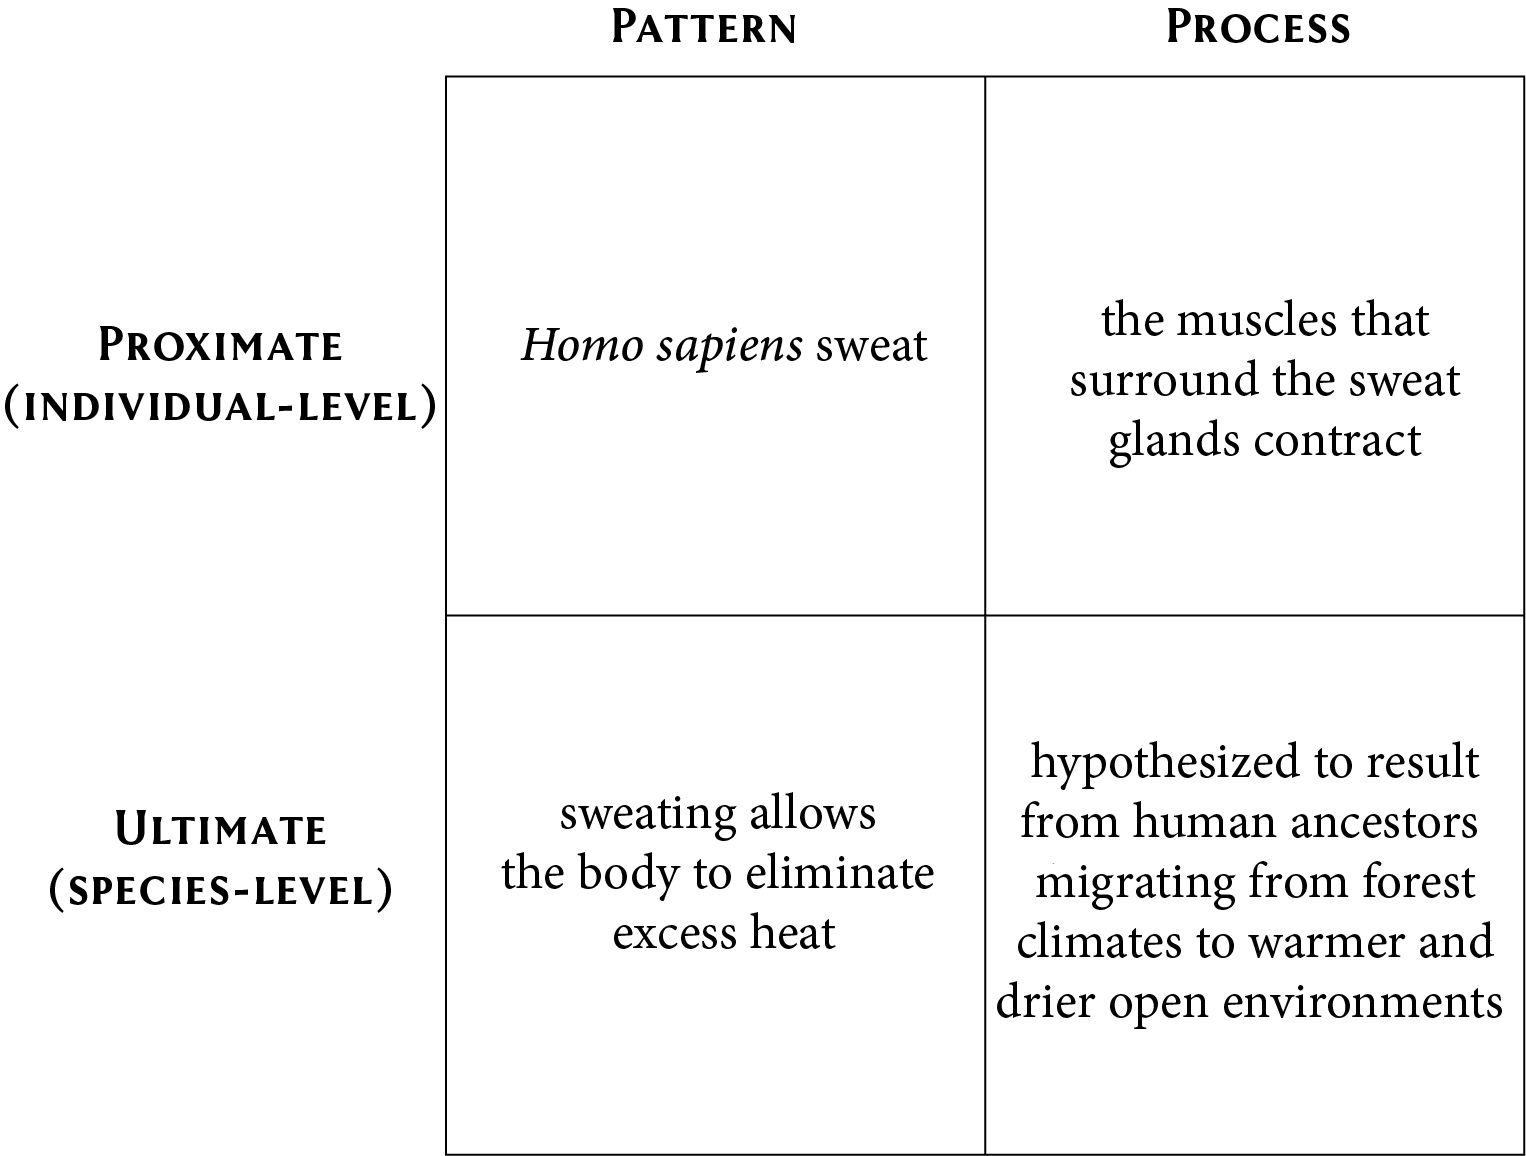 PATTERN PROCESS
PROXIMATE
(INDIVIDUAL-LEVEL)
Homo sapiens sweat
the muscles that
surround the sweat
glands contract
ULTIMATE
(SPECIES-LEVEL)
sweating allows
the body to eliminate
excess heat
hypothesized to result
from human ancestors
migrating from forest
climates to warmer and
drier open environments